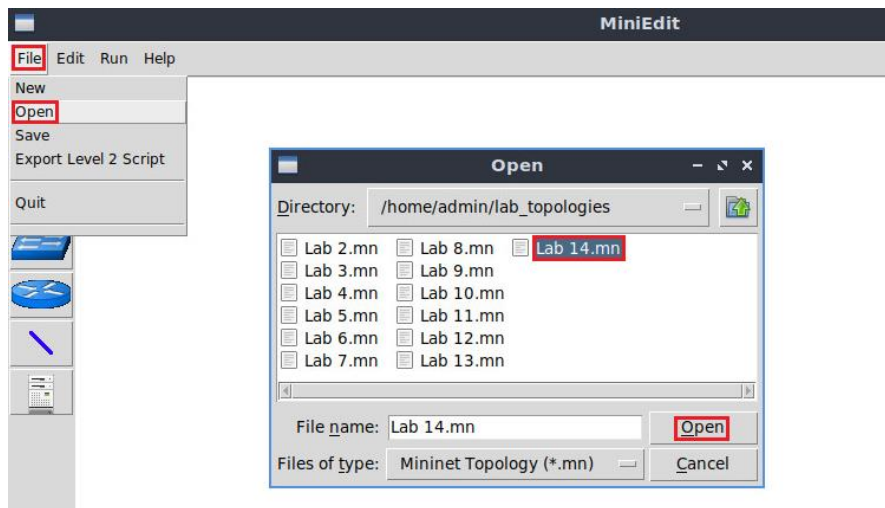 MiniEdit
File Edit Run Help
New
Open
Save
Export Level 2 Script
Quit
Open
Directory: /home/admin/lab_topologies
Lab 2.mn Lab 8.mn Lab 14.mn
Lab 3.mn Lab 9.mn
Lab 4.mn Lab 10.mn
Lab 5.mn Lab 11.mn
Lab 6.mn Lab 12.mn
Lab 7.mn Lab 13.mn
File name: Lab 14.mn Open
Files of type: Mininet Topology (*.mn) Cancel